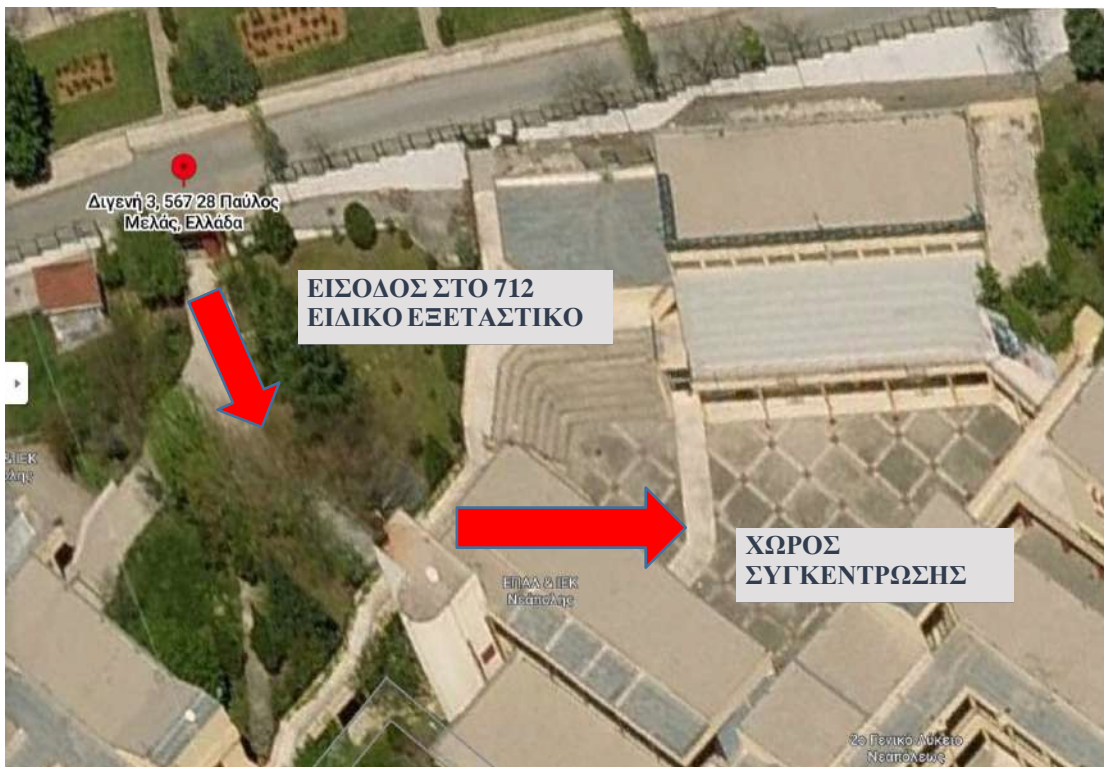 Διγενή 3, 567 28 Παύλος
Μελάς, Ελλάδα
ΕΙΣΟΔΟΣ ΣΤΟ 712
ΕΙΔΙΚΟ ΕΞΕΤΑΣΤΙΚΟ
& ΙΕΚ
ΧΩΡΟΣ
ΣΥΓΚΕΝΤΡΩΣΗΣ
ΕΠΑΛ & ΙΕΚ
Νεάπολης
2ο Γενικό Λύκειο
Νεαπόλεως